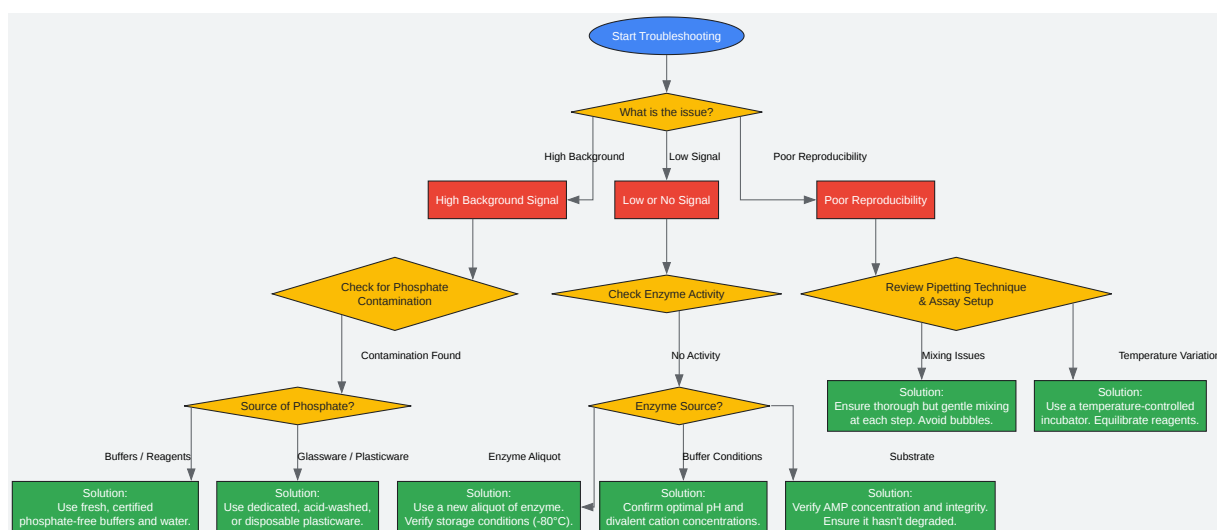 Start Troubleshooting
What is the issue?
High Background
Low Signal
Poor Reproducibility
High Background Signal
Low or No Signal
Poor Reproducibility
Check for Phosphate
Contamination
Check Enzyme Activity
Review Pipetting Technique
& Assay Setup
Contamination Found
No Activity
Mixing Issues
Temperature Variation
Source of Phosphate?
Enzyme Source?
Solution:
Ensure thorough but gentle mixing
at each step. Avoid bubbles.
Solution:
Use a temperature-controlled
incubator. Equilibrate reagents.
Buffers / Reagents
Glassware / Plasticware
Enzyme Aliquot
Buffer Conditions
Substrate
Solution:
Use fresh, certified
phosphate-free buffers and water.
Solution:
Use dedicated, acid-washed,
or disposable plasticware.
Solution:
Use a new aliquot of enzyme.
Verify storage conditions (-80°C).
Solution:
Confirm optimal pH and
divalent cation concentrations.
Solution:
Verify AMP concentration and integrity.
Ensure it hasn't degraded.